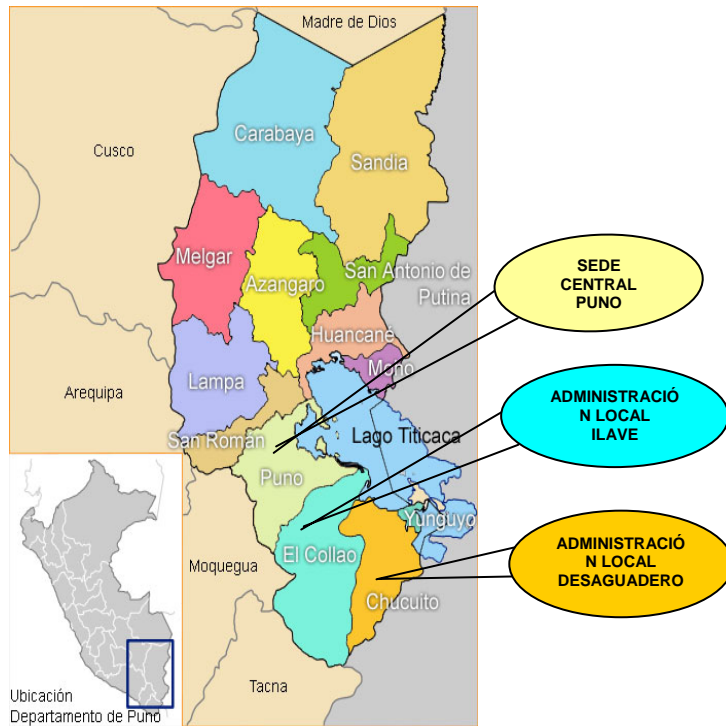 Madre de Dios
Carabaya
Cusco
Sandia
Melgar
Azangaro
San Antonio de
Putina
Huancané
Moho
Lampa
Arequipa
San Román
Lago Titicaca
Puno
Yunguyo
El Collao
Moquegua
Chucuito
Tacna
Ubicación
Departamento de Puno
SEDE
CENTRAL
PUNO
ADMINISTRACIÓ
N LOCAL
ILAVE
ADMINISTRACIÓ
N LOCAL
DESAGUADERO